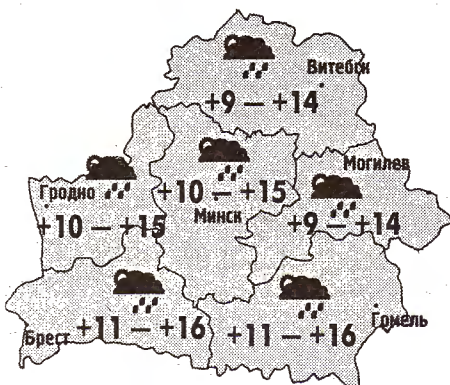 Витебск
+9 – +14
Могилев
Гродно
+10 – +15
Минск
+9 – +14
+10 – +15
Брест
+11 – +16
+11 – +16
Гомель